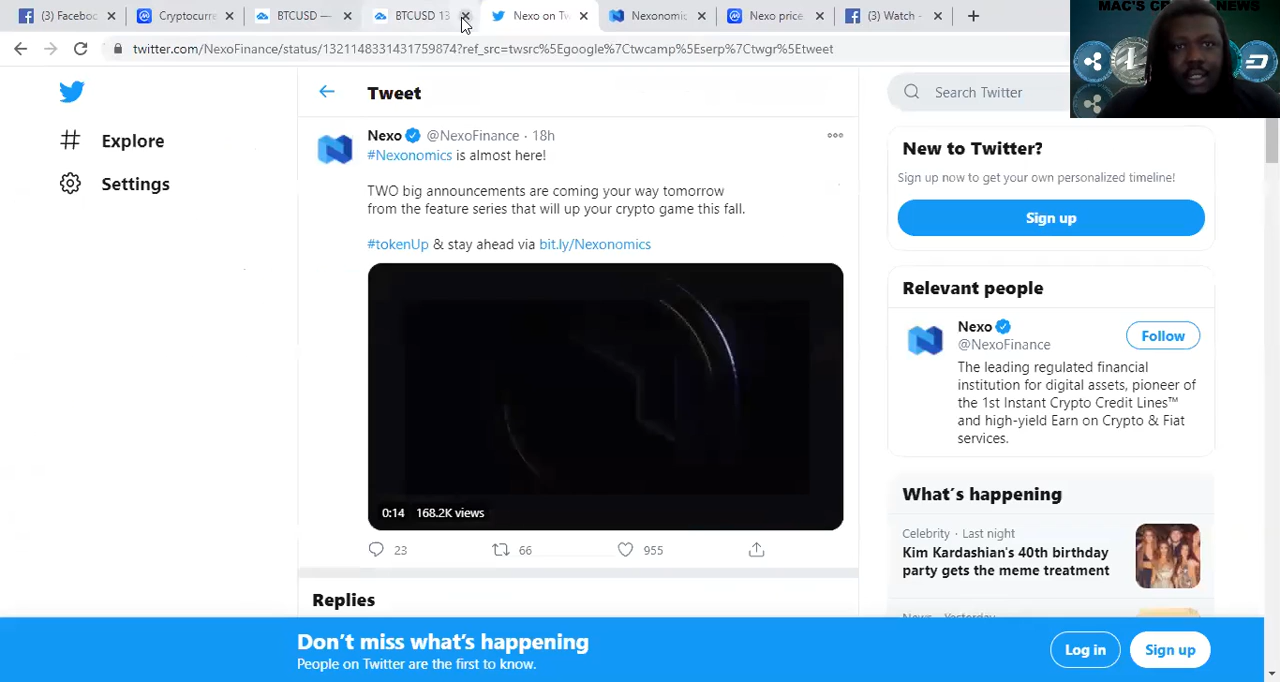 (3) Faceboo
Cryptocurre
BTCUSD —
BTCUSD 13
Nexo on Tw
Nexonomic
Nexo price
(3) Watch -
MAC'S CR NEWS
twitter.com/NexoFinance/status/1321148331431759874?ref_src=twsrc%5Egoogle%7Ctwcamp%5Eserp%7Ctwgr%5Etweet
Tweet
Search Twitter
Explore
Settings
Nexo @NexoFinance · 18h
#Nexonomics is almost here!
TWO big announcements are coming your way tomorrow
from the feature series that will up your crypto game this fall.
#tokenUp & stay ahead via bit.ly/Nexonomics
0:14 168.2K views
23 66 955
Replies
New to Twitter?
Sign up now to get your own personalized timeline!
Sign up
Relevant people
Nexo
@NexoFinance
Follow
The leading regulated financial
institution for digital assets, pioneer of
the 1st Instant Crypto Credit Lines™
and high-yield Earn on Crypto & Fiat
services.
What's happening
Celebrity · Last night
Kim Kardashian's 40th birthday
party gets the meme treatment
News · Yesterday
Don't miss what's happening
People on Twitter are the first to know.
Log in
Sign up